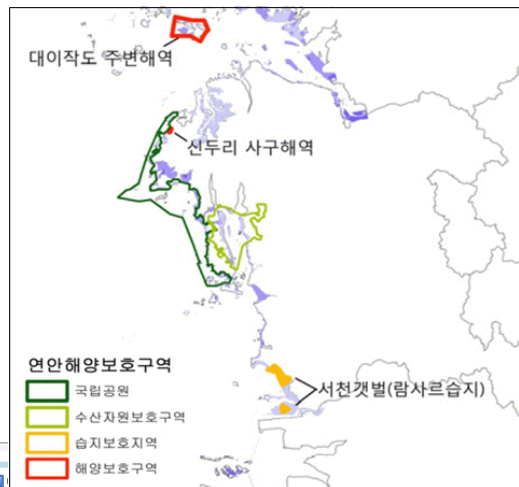 대이작도 주변해역
신두리 사구해역
서천갯벌(람사르습지)
연안해양보호구역
국립공원
수산자원보호구역
습지보호지역
해양보호구역